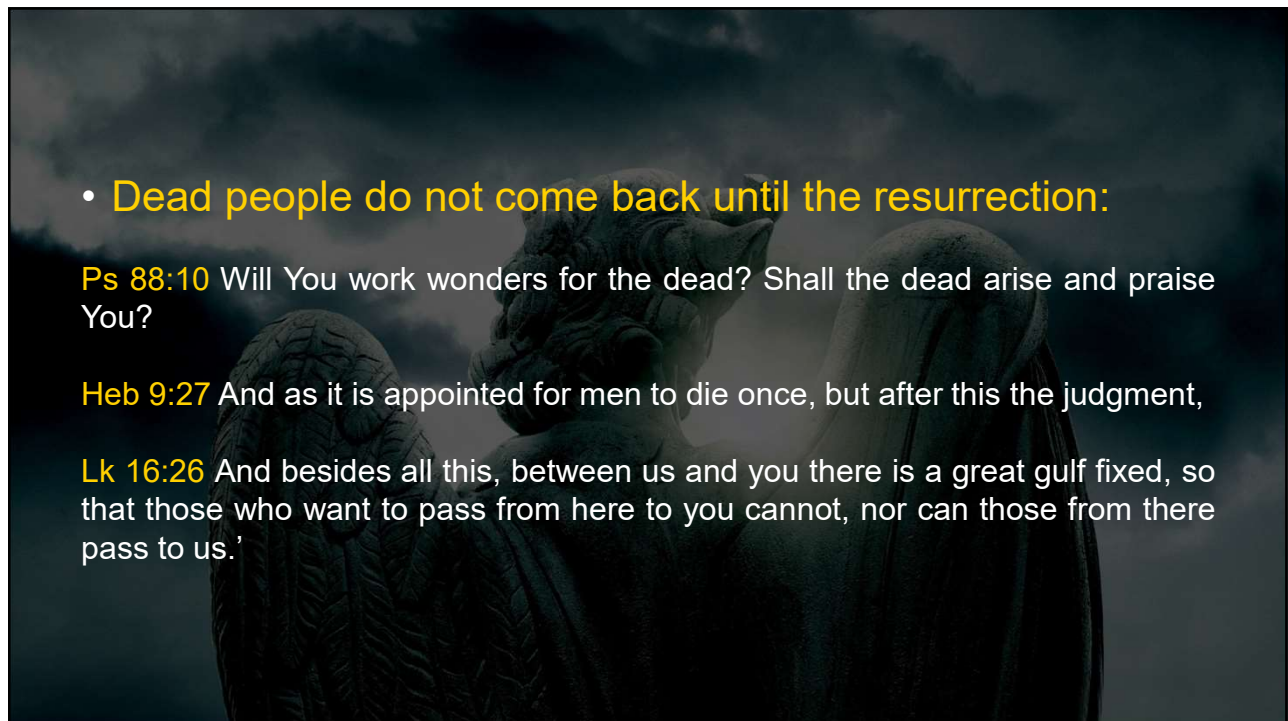 • Dead people do not come back until the resurrection:
Ps 88:10 Will You work wonders for the dead? Shall the dead arise and praise
You?
Heb 9:27 And as it is appointed for men to die once, but after this the judgment,
Lk 16:26 And besides all this, between us and you there is a great gulf fixed, so
that those who want to pass from here to you cannot, nor can those from there
pass to us.’